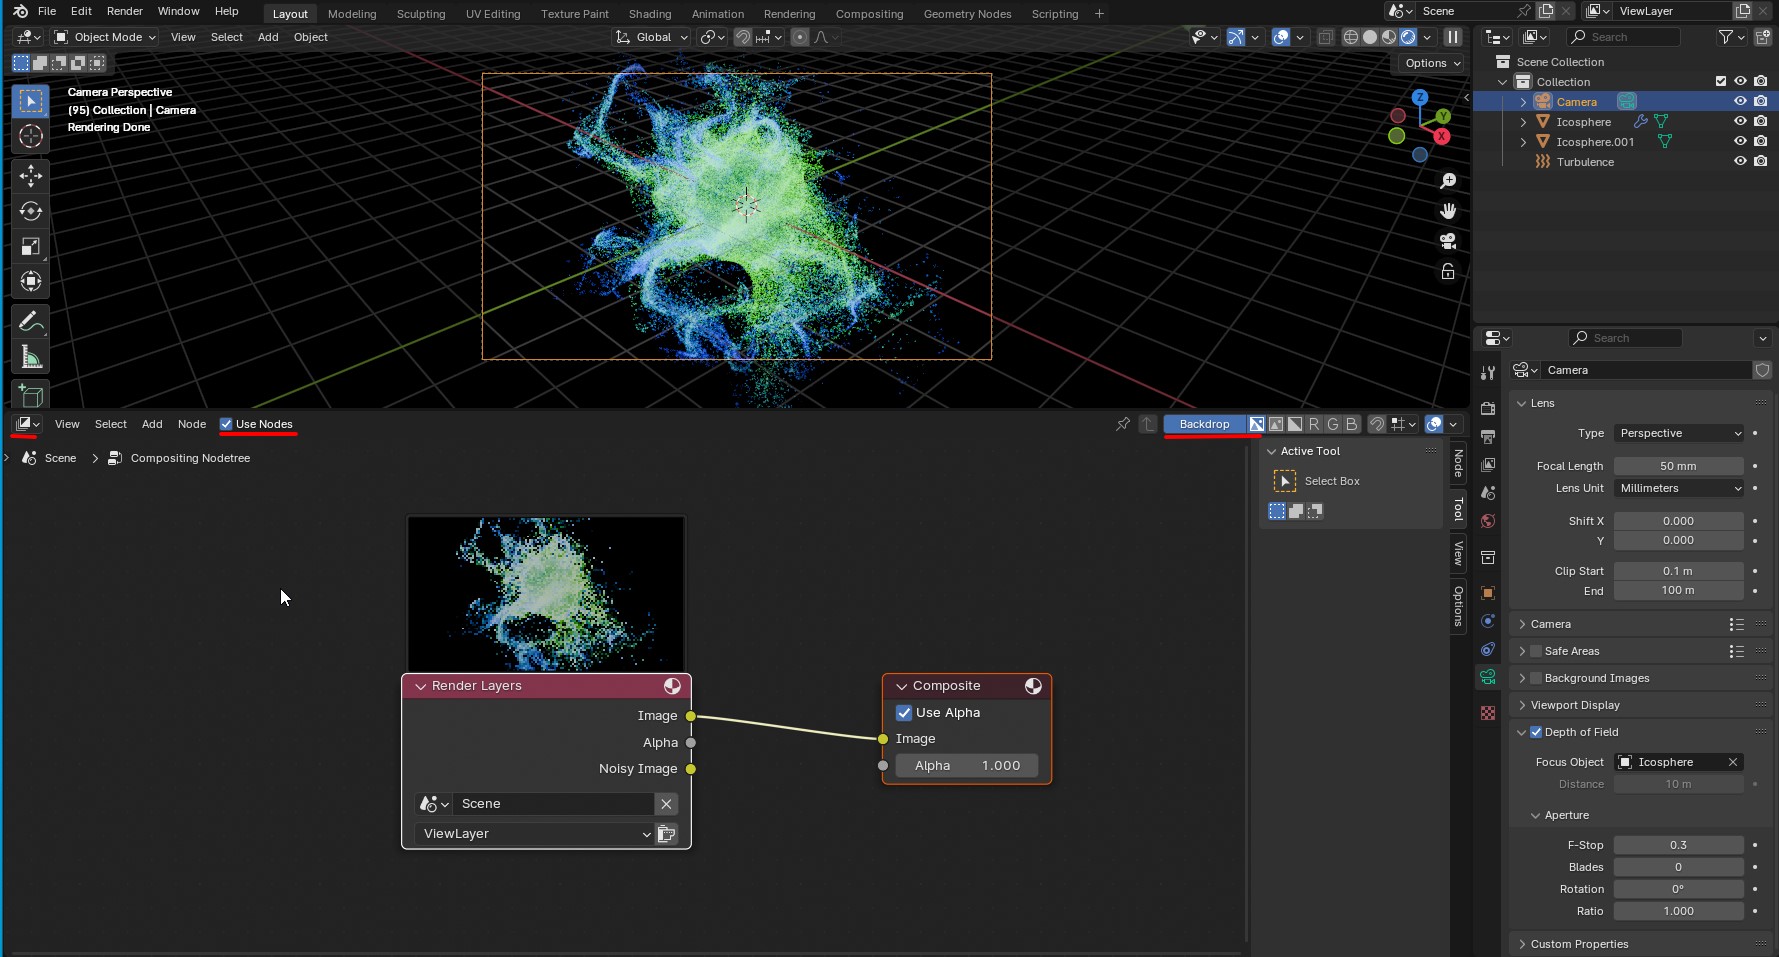 File Edit Render Window Help
Layout Modeling Sculpting UV Editing Texture Paint Shading Animation Rendering Compositing Geometry Nodes Scripting +
Scene
ViewLayer
Object Mode View Select Add Object
Global
Options
Camera Perspective
(95) Collection | Camera
Rendering Done
Z
Y
X
Search
Scene Collection
Collection
Camera
Icosphere
Icosphere.001
Turbulence
View Select Add Node Use Nodes
Backdrop R G B
Scene > Compositing Nodetree
Active Tool
Select Box
Node
Tool
View
Options
Render Layers
Image
Alpha
Noisy Image
Scene
ViewLayer
Composite
Use Alpha
Image
Alpha 1.000
Search
Camera
Lens
Type Perspective
Focal Length 50 mm
Lens Unit Millimeters
Shift X 0.000
Y 0.000
Clip Start 0.1 m
End 100 m
Camera
Safe Areas
Background Images
Viewport Display
Depth of Field
Focus Object Icosphere
Distance 10 m
Aperture
F-Stop 0.3
Blades 0
Rotation 0°
Ratio 1.000
Custom Properties